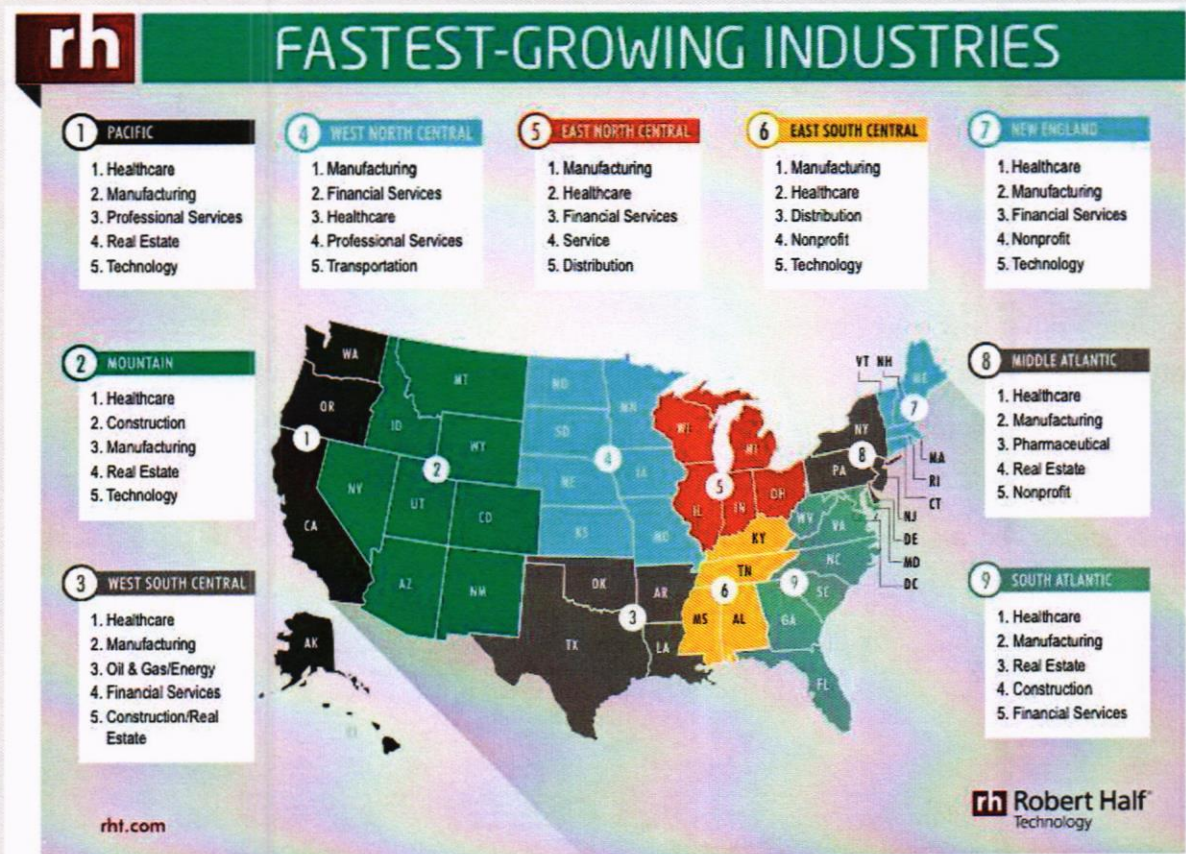 rh
FASTEST-GROWING INDUSTRIES
1 PACIFIC
1. Healthcare
2. Manufacturing
3. Professional Services
4. Real Estate
5. Technology
4 WEST NORTH CENTRAL
1. Manufacturing
2. Financial Services
3. Healthcare
4. Professional Services
5. Transportation
5 EAST NORTH CENTRAL
1. Manufacturing
2. Healthcare
3. Financial Services
4. Service
5. Distribution
6 EAST SOUTH CENTRAL
1. Manufacturing
2. Healthcare
3. Distribution
4. Nonprofit
5. Technology
7 NEW ENGLAND
1. Healthcare
2. Manufacturing
3. Financial Services
4. Nonprofit
5. Technology
2 MOUNTAIN
1. Healthcare
2. Construction
3. Manufacturing
4. Real Estate
5. Technology
3 WEST SOUTH CENTRAL
1. Healthcare
2. Manufacturing
3. Oil & Gas/Energy
4. Financial Services
5. Construction/Real
Estate
WA
OR
1
CA
AK
MT
ID
WY
2
NV
UT
CO
AZ
NM
ND
MN
SD
4
IA
NE
KS
MO
OK
AR
3
TX
LA
WI
MI
5
IL
IN
OH
KY
TN
6
MS
AL
VT NH
ME
7
NY
8
PA
MA
RI
CT
NJ
DE
MD
DC
WV
VA
NC
9
SC
GA
FL
8 MIDDLE ATLANTIC
1. Healthcare
2. Manufacturing
3. Pharmaceutical
4. Real Estate
5. Nonprofit
9 SOUTH ATLANTIC
1. Healthcare
2. Manufacturing
3. Real Estate
4. Construction
5. Financial Services
rht.com
rh Robert Half
Technology